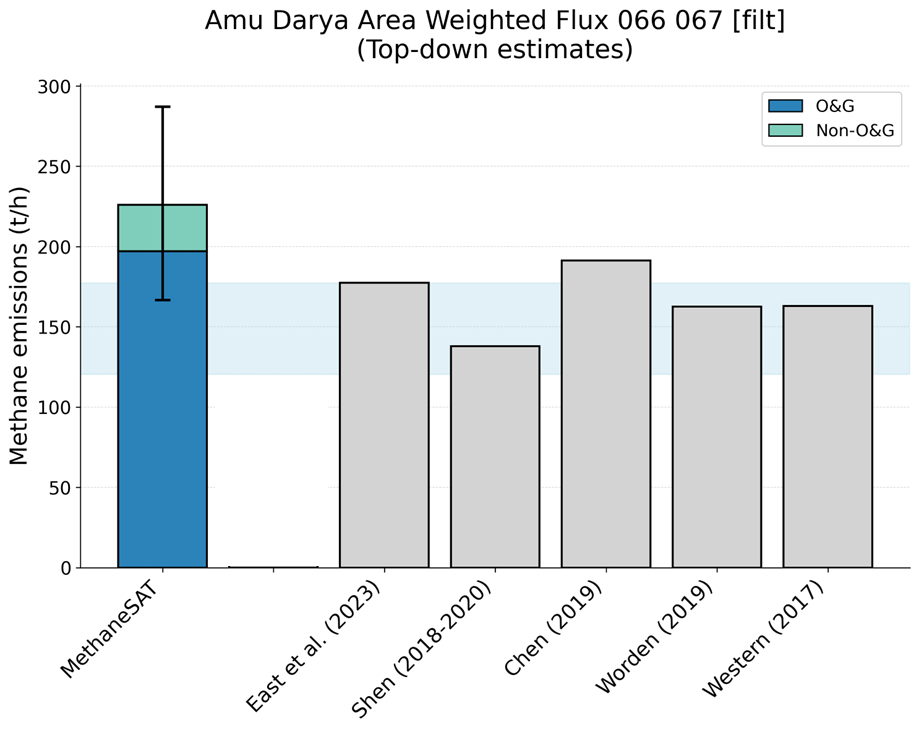 Amu Darya Area Weighted Flux 066 067 [filt]
(Top-down estimates)
O&G
Non-O&G
Methane emissions (t/h)
300
250
200
150
100
50
0
MethaneSAT
East et al. (2023)
Shen (2018-2020)
Chen (2019)
Worden (2019)
Western (2017)